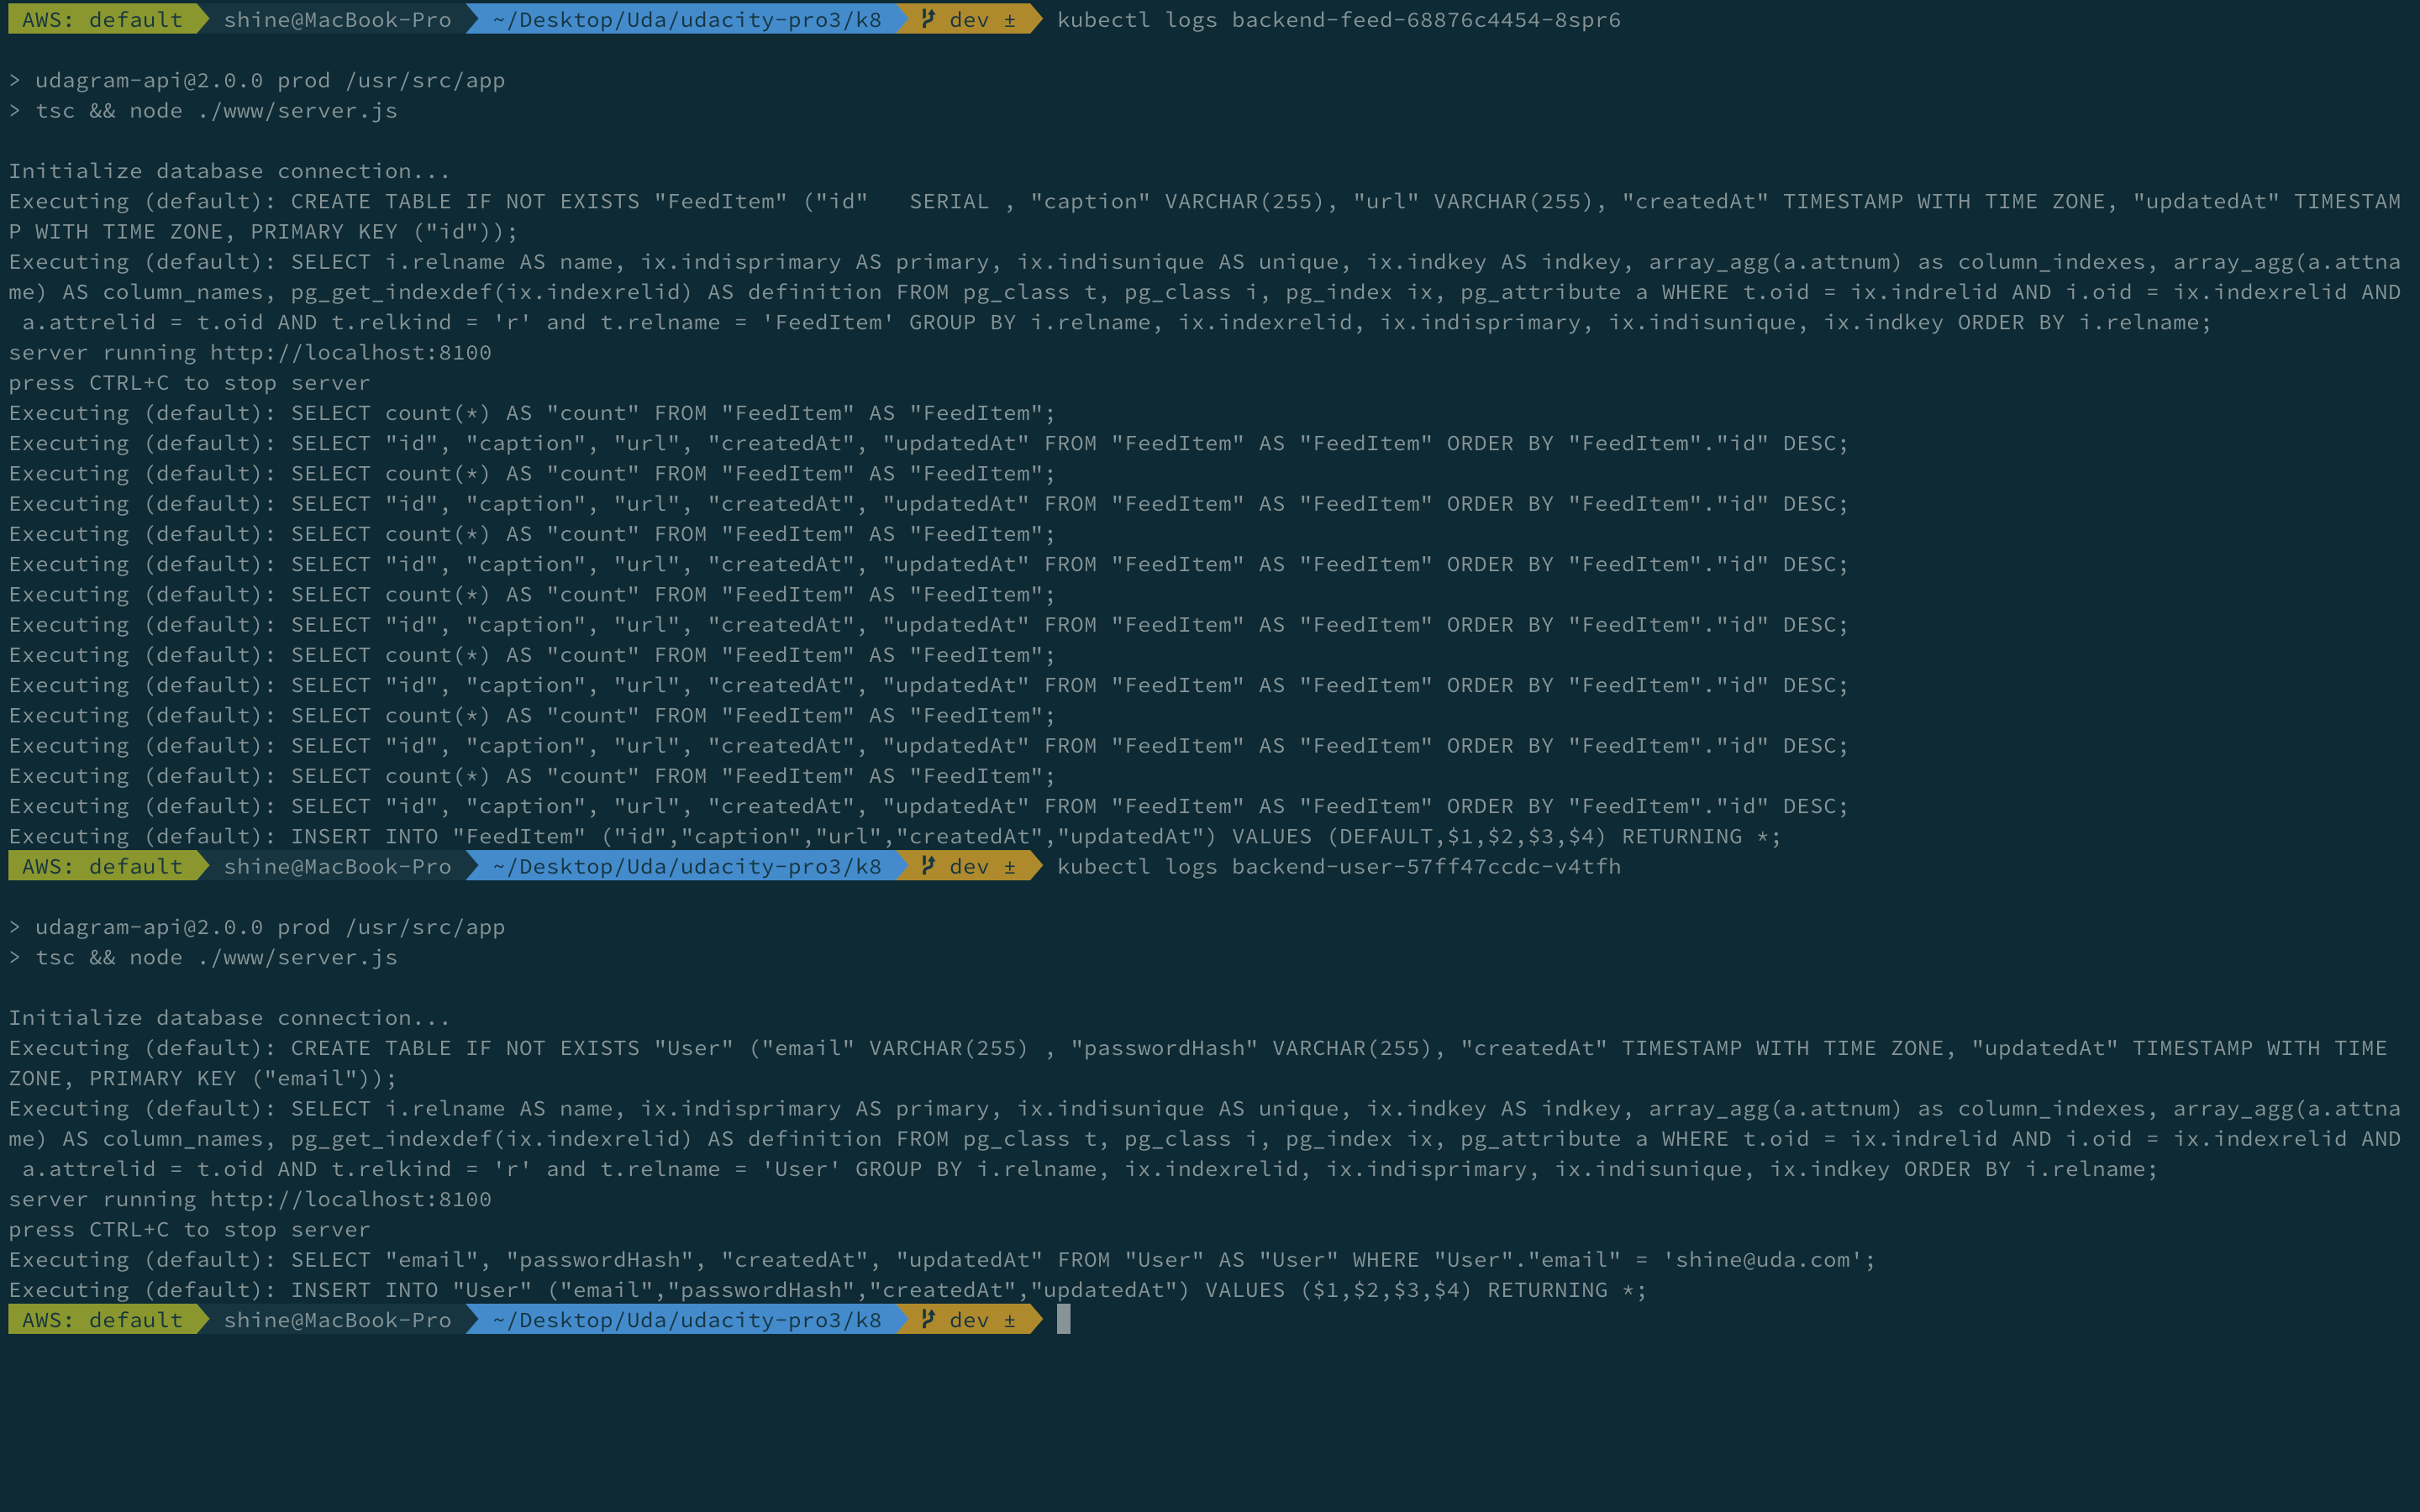 AWS: default shine@MacBook-Pro ~/Desktop/Uda/udacity-pro3/k8 dev ± kubectl logs backend-feed-68876c4454-8spr6
> udagram-api@2.0.0 prod /usr/src/app
> tsc && node ./www/server.js
Initialize database connection...
Executing (default): CREATE TABLE IF NOT EXISTS "FeedItem" ("id"   SERIAL , "caption" VARCHAR(255), "url" VARCHAR(255), "createdAt" TIMESTAMP WITH TIME ZONE, "updatedAt" TIMESTAM
P WITH TIME ZONE, PRIMARY KEY ("id"));
Executing (default): SELECT i.relname AS name, ix.indisprimary AS primary, ix.indisunique AS unique, ix.indkey AS indkey, array_agg(a.attnum) as column_indexes, array_agg(a.attna
me) AS column_names, pg_get_indexdef(ix.indexrelid) AS definition FROM pg_class t, pg_class i, pg_index ix, pg_attribute a WHERE t.oid = ix.indrelid AND i.oid = ix.indexrelid AND
 a.attrelid = t.oid AND t.relkind = 'r' and t.relname = 'FeedItem' GROUP BY i.relname, ix.indexrelid, ix.indisprimary, ix.indisunique, ix.indkey ORDER BY i.relname;
server running http://localhost:8100
press CTRL+C to stop server
Executing (default): SELECT count(*) AS "count" FROM "FeedItem" AS "FeedItem";
Executing (default): SELECT "id", "caption", "url", "createdAt", "updatedAt" FROM "FeedItem" AS "FeedItem" ORDER BY "FeedItem"."id" DESC;
Executing (default): SELECT count(*) AS "count" FROM "FeedItem" AS "FeedItem";
Executing (default): SELECT "id", "caption", "url", "createdAt", "updatedAt" FROM "FeedItem" AS "FeedItem" ORDER BY "FeedItem"."id" DESC;
Executing (default): SELECT count(*) AS "count" FROM "FeedItem" AS "FeedItem";
Executing (default): SELECT "id", "caption", "url", "createdAt", "updatedAt" FROM "FeedItem" AS "FeedItem" ORDER BY "FeedItem"."id" DESC;
Executing (default): SELECT count(*) AS "count" FROM "FeedItem" AS "FeedItem";
Executing (default): SELECT "id", "caption", "url", "createdAt", "updatedAt" FROM "FeedItem" AS "FeedItem" ORDER BY "FeedItem"."id" DESC;
Executing (default): SELECT count(*) AS "count" FROM "FeedItem" AS "FeedItem";
Executing (default): SELECT "id", "caption", "url", "createdAt", "updatedAt" FROM "FeedItem" AS "FeedItem" ORDER BY "FeedItem"."id" DESC;
Executing (default): SELECT count(*) AS "count" FROM "FeedItem" AS "FeedItem";
Executing (default): SELECT "id", "caption", "url", "createdAt", "updatedAt" FROM "FeedItem" AS "FeedItem" ORDER BY "FeedItem"."id" DESC;
Executing (default): SELECT count(*) AS "count" FROM "FeedItem" AS "FeedItem";
Executing (default): SELECT "id", "caption", "url", "createdAt", "updatedAt" FROM "FeedItem" AS "FeedItem" ORDER BY "FeedItem"."id" DESC;
Executing (default): INSERT INTO "FeedItem" ("id","caption","url","createdAt","updatedAt") VALUES (DEFAULT,$1,$2,$3,$4) RETURNING *;
AWS: default shine@MacBook-Pro ~/Desktop/Uda/udacity-pro3/k8 dev ± kubectl logs backend-user-57ff47ccdc-v4tfh
> udagram-api@2.0.0 prod /usr/src/app
> tsc && node ./www/server.js
Initialize database connection...
Executing (default): CREATE TABLE IF NOT EXISTS "User" ("email" VARCHAR(255) , "passwordHash" VARCHAR(255), "createdAt" TIMESTAMP WITH TIME ZONE, "updatedAt" TIMESTAMP WITH TIME
ZONE, PRIMARY KEY ("email"));
Executing (default): SELECT i.relname AS name, ix.indisprimary AS primary, ix.indisunique AS unique, ix.indkey AS indkey, array_agg(a.attnum) as column_indexes, array_agg(a.attna
me) AS column_names, pg_get_indexdef(ix.indexrelid) AS definition FROM pg_class t, pg_class i, pg_index ix, pg_attribute a WHERE t.oid = ix.indrelid AND i.oid = ix.indexrelid AND
 a.attrelid = t.oid AND t.relkind = 'r' and t.relname = 'User' GROUP BY i.relname, ix.indexrelid, ix.indisprimary, ix.indisunique, ix.indkey ORDER BY i.relname;
server running http://localhost:8100
press CTRL+C to stop server
Executing (default): SELECT "email", "passwordHash", "createdAt", "updatedAt" FROM "User" AS "User" WHERE "User"."email" = 'shine@uda.com';
Executing (default): INSERT INTO "User" ("email","passwordHash","createdAt","updatedAt") VALUES ($1,$2,$3,$4) RETURNING *;
AWS: default shine@MacBook-Pro ~/Desktop/Uda/udacity-pro3/k8 dev ±